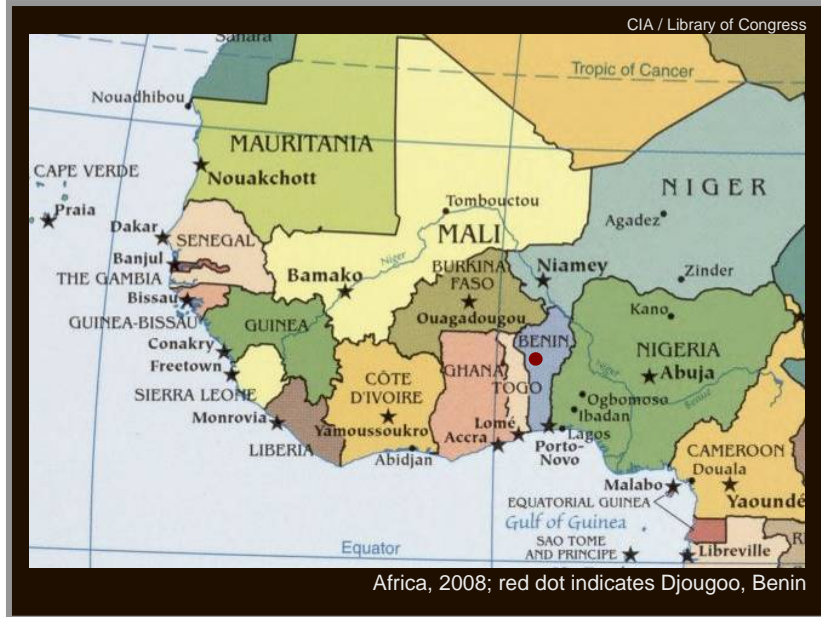 CIA / Library of Congress
Sahara
Tropic of Cancer
Nouadhibou
MAURITANIA
CAPE VERDE
Nouakchott
NIGER
Praia
Tombouctou
Agadez
Dakar
SENEGAL
MALI
Banjul
BURKINA
FASO
Niamey
THE GAMBIA
Bamako
Niger
Zinder
Bissau
Ouagadougou
Kano
GUINEA-BISSAU
GUINEA
BENIN
NIGERIA
Conakry
Freetown
GHANA
Niger
Abuja
CÔTE
D'IVOIRE
TOGO
Benue
SIERRA LEONE
Ogbomoso
Ibadan
Monrovia
Yamoussoukro
Lomé
Lagos
LIBERIA
Accra
Porto-
Novo
CAMEROON
Abidjan
Douala
Malabo
Yaoundé
EQUATORIAL GUINEA
Gulf of Guinea
Equator
SAO TOME
AND PRINCIPE
Libreville
Africa, 2008; red dot indicates Djougoo, Benin